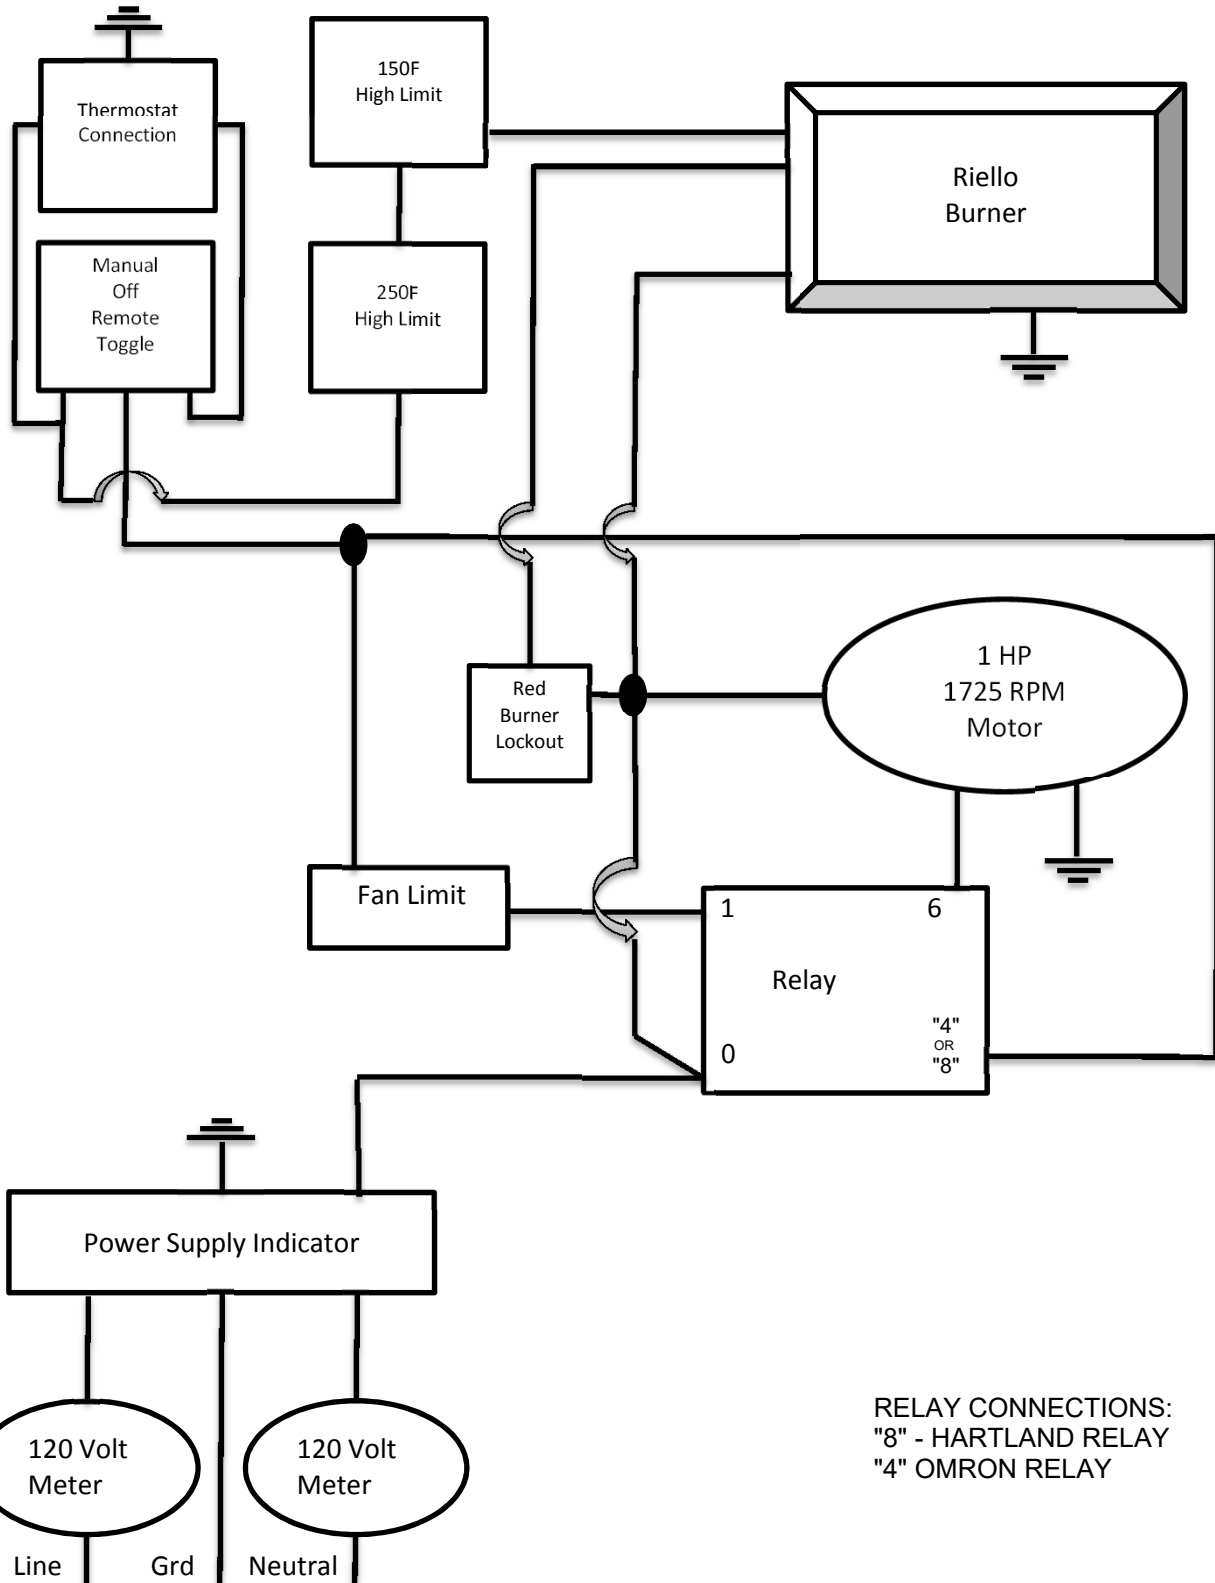 Thermostat
Connection
150F
High Limit
Riello
Burner
Manual
Off
Remote
Toggle
250F
High Limit
1 HP
1725 RPM
Motor
Red
Burner
Lockout
Fan Limit
1
6
Relay
"4"
OR
"8"
0
Power Supply Indicator
120 Volt
Meter
120 Volt
Meter
RELAY CONNECTIONS:
"8" - HARTLAND RELAY
"4" OMRON RELAY
Line
Grd
Neutral